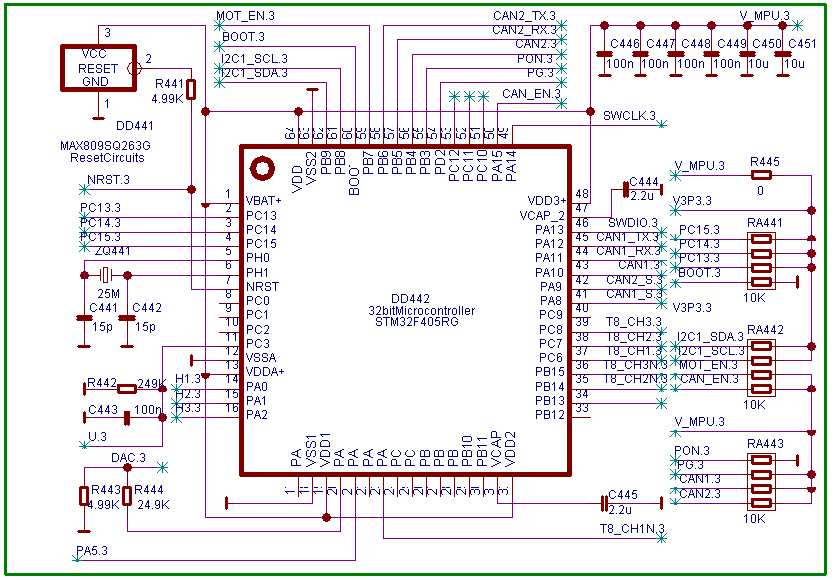 MOT_EN.3
BOOT.3
I2C1_SCL.3
I2C1_SDA.3
CAN2_TX.3
CAN2_RX.3
CAN2.3
PON.3
PG.3
CAN_EN.3
SWCLK.3
V_MPU.3
C446 C447 C448 C449 C450 C451
100n 100n 100n 100n 10u 10u
3
VCC
RESET
GND
2
1
R441
4.99K
DD441
MAX809SQ263G
ResetCircuits
NRST.3
PC13.3
PC14.3
PC15.3
ZQ441
25M
C441 C442
15p 15p
R442 249K
C443 100n
U.3
H1.3
H2.3
H3.3
DAC.3
R443 R444
4.99K 24.9K
PA5.3
64 63 62 61 60 59 58 57 56 55 54 53 52 51 50 49
VDD VSS2 PB9 PB8 PB7 PB6 PB5 PB4 PB3 PD2 PC12 PC11 PC10 PA15 PA14
1 VBAT+
2 PC13
3 PC14
4 PC15
5 PH0
6 PH1
7 NRST
8 PC0
9 PC1
10 PC2
11 PC3
12 VSSA
13 VDDA+
14 PA0
15 PA1
16 PA2
DD442
32bitMicrocontroller
STM32F405RG
VDD3+ 48
VCAP_2 47
PA13 46
PA12 45
PA11 44
PA10 43
PA9 42
PA8 41
PC9 40
PC8 39
PC7 38
PC6 37
PB15 36
PB14 35
PB13 34
PB12 33
PA VSS1 VDD1 PA PA PA PA PC PC PB PB PB PB10 PB11 VCAP VDD2
C444
2.2u
SWDIO.3
CAN1_TX.3
CAN1_RX.3
CAN1.3
CAN2_S.3
CAN1_S.3
T8_CH3.3
T8_CH2.3
T8_CH1.3
T8_CH3N.3
T8_CH2N.3
C445
2.2u
T8_CH1N.3
V_MPU.3
R445
0
V3P3.3
RA441
PC15.3
PC14.3
PC13.3
BOOT.3
10K
V3P3.3
RA442
I2C1_SDA.3
I2C1_SCL.3
MOT_EN.3
CAN_EN.3
10K
V_MPU.3
RA443
PON.3
PG.3
CAN1.3
CAN2.3
10K